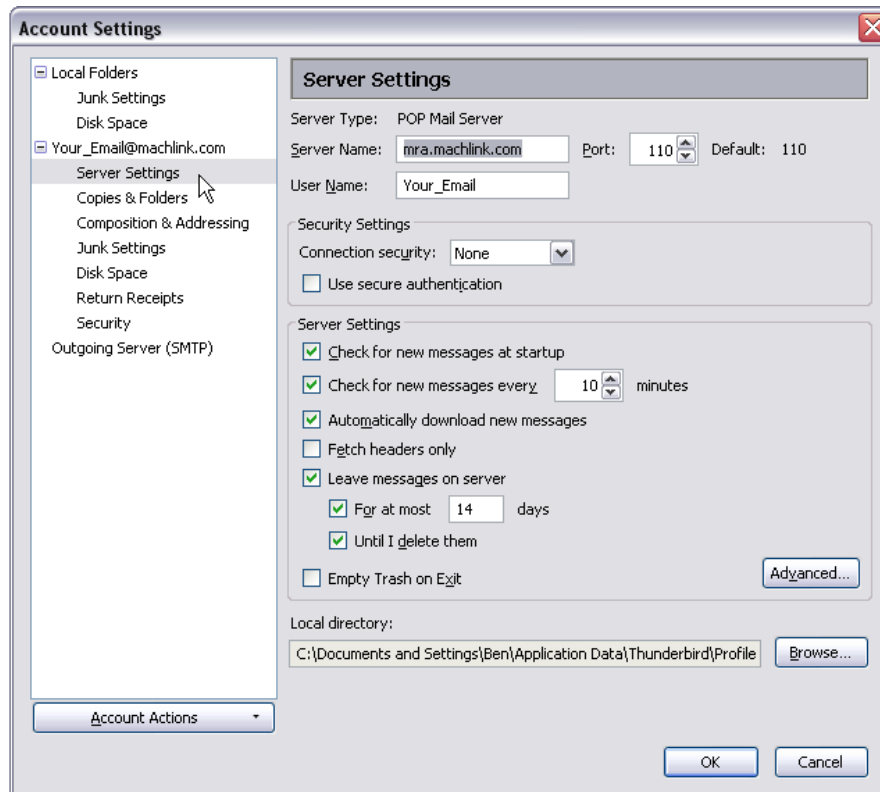 Account Settings
Local Folders
Junk Settings
Disk Space
Your_Email@machlink.com
Server Settings
Copies & Folders
Composition & Addressing
Junk Settings
Disk Space
Return Receipts
Security
Outgoing Server (SMTP)
Account Actions
Server Settings
Server Type: POP Mail Server
Server Name: mra.machlink.com Port: 110 Default: 110
User Name: Your_Email
Security Settings
Connection security: None
Use secure authentication
Server Settings
Check for new messages at startup
Check for new messages every 10 minutes
Automatically download new messages
Fetch headers only
Leave messages on server
For at most 14 days
Until I delete them
Empty Trash on Exit
Advanced...
Local directory:
C:\Documents and Settings\Ben\Application Data\Thunderbird\Profile Browse...
OK Cancel